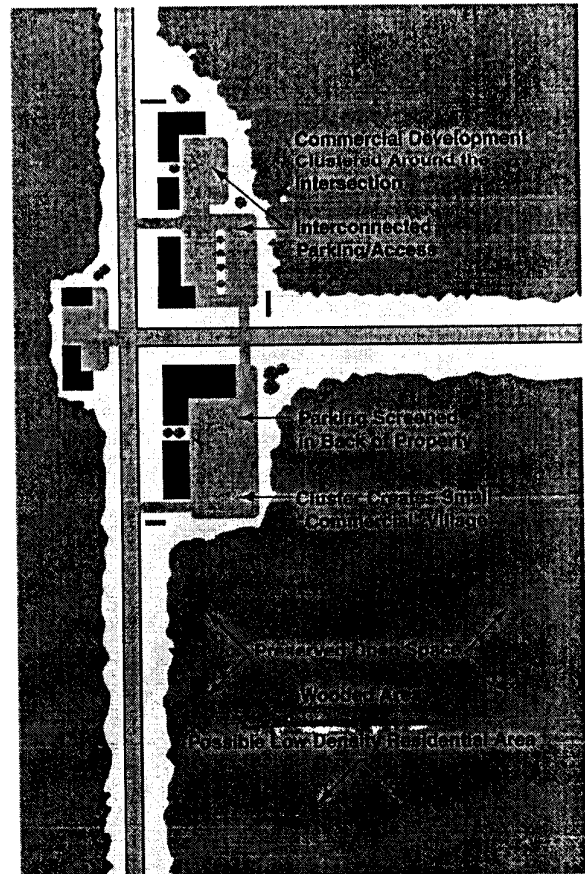 Commercial Development
Clustered Around the
Intersection
Interconnected
Parking/Access
Parking Screened
in Back of Property
Cluster Creates Small
Commercial Village
Preserved Open Space
Wooded Area
Possible Low Density Residential Area